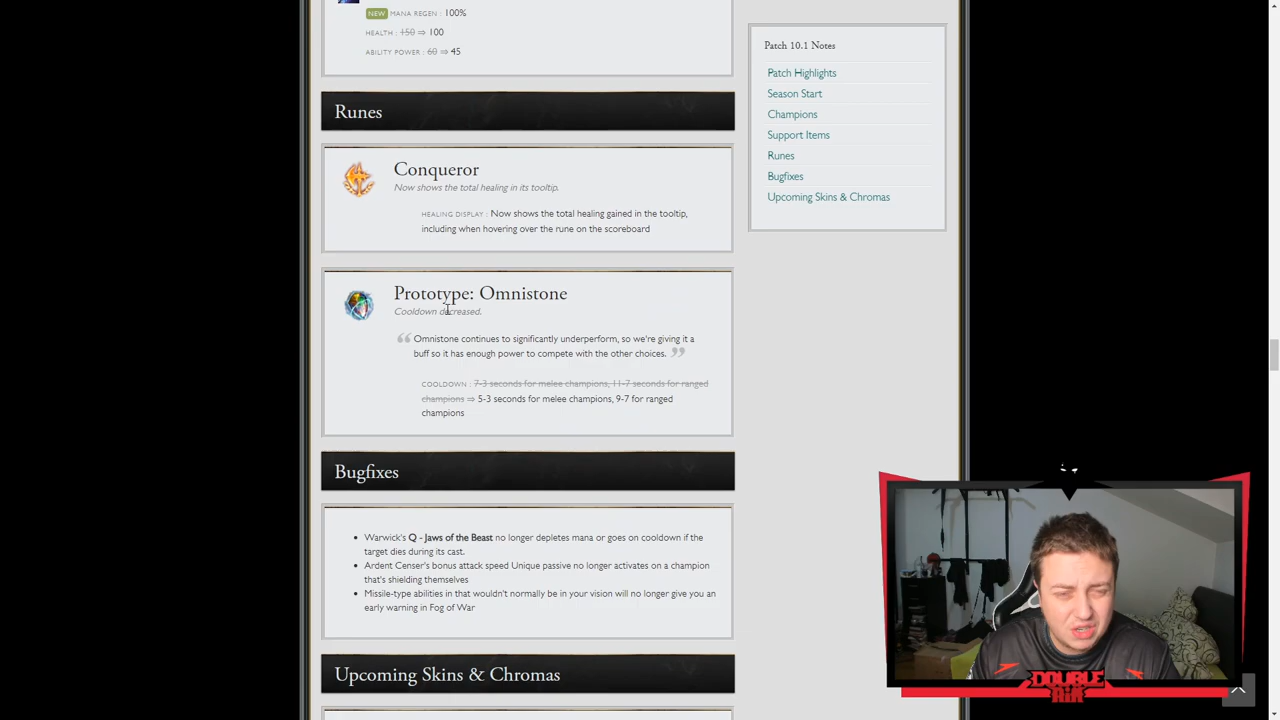 NEW MANA REGEN : 100%
HEALTH : 150 ⇒ 100
ABILITY POWER : 60 ⇒ 45
Runes
Conqueror
Now shows the total healing in its tooltip.
HEALING DISPLAY : Now shows the total healing gained in the tooltip,
including when hovering over the rune on the scoreboard
Prototype: Omnistone
Cooldown decreased.
Omnistone continues to significantly underperform, so we're giving it a
buff so it has enough power to compete with the other choices.
COOLDOWN : 7-3 seconds for melee champions, 11-7 seconds for ranged
champions ⇒ 5-3 seconds for melee champions, 9-7 for ranged
champions
Bugfixes
• Warwick's Q - Jaws of the Beast no longer depletes mana or goes on cooldown if the
target dies during its cast.
• Ardent Censer's bonus attack speed Unique passive no longer activates on a champion
that's shielding themselves
• Missile-type abilities in that wouldn't normally be in your vision will no longer give you an
early warning in Fog of War
Upcoming Skins & Chromas
Patch 10.1 Notes
Patch Highlights
Season Start
Champions
Support Items
Runes
Bugfixes
Upcoming Skins & Chromas
DOUBLE
AIR